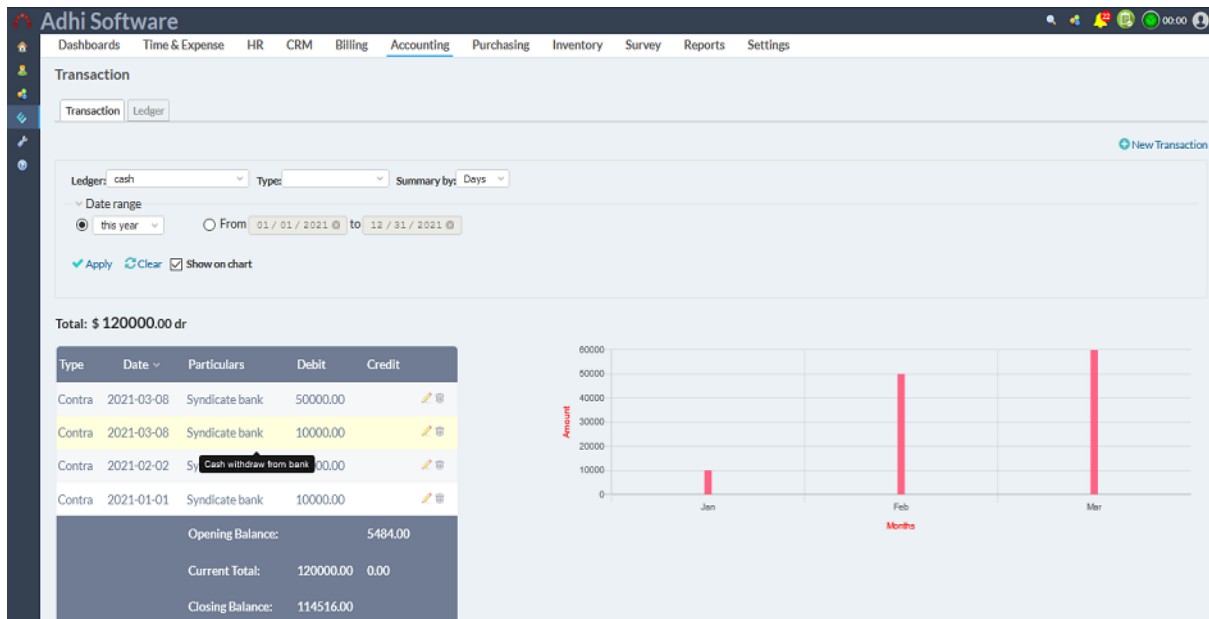 Adhi Software
22
00:00
Dashboards Time & Expense HR CRM Billing Accounting Purchasing Inventory Survey Reports Settings
Transaction
Transaction Ledger
New Transaction
Ledger: cash Type: Summary by: Days
Date range
this year From 01 / 01 / 2021 to 12 / 31 / 2021
Apply Clear Show on chart
Total: $ 120000.00 dr
Type Date Particulars Debit Credit
Contra 2021-03-08 Syndicate bank 50000.00
Contra 2021-03-08 Syndicate bank 10000.00
Cash withdraw from bank
Contra 2021-02-02 Sy 00.00
Contra 2021-01-01 Syndicate bank 10000.00
Opening Balance: 5484.00
Current Total: 120000.00 0.00
Closing Balance: 114516.00
60000
50000
40000
30000
20000
10000
0
Amount
Jan Feb Mar
Months